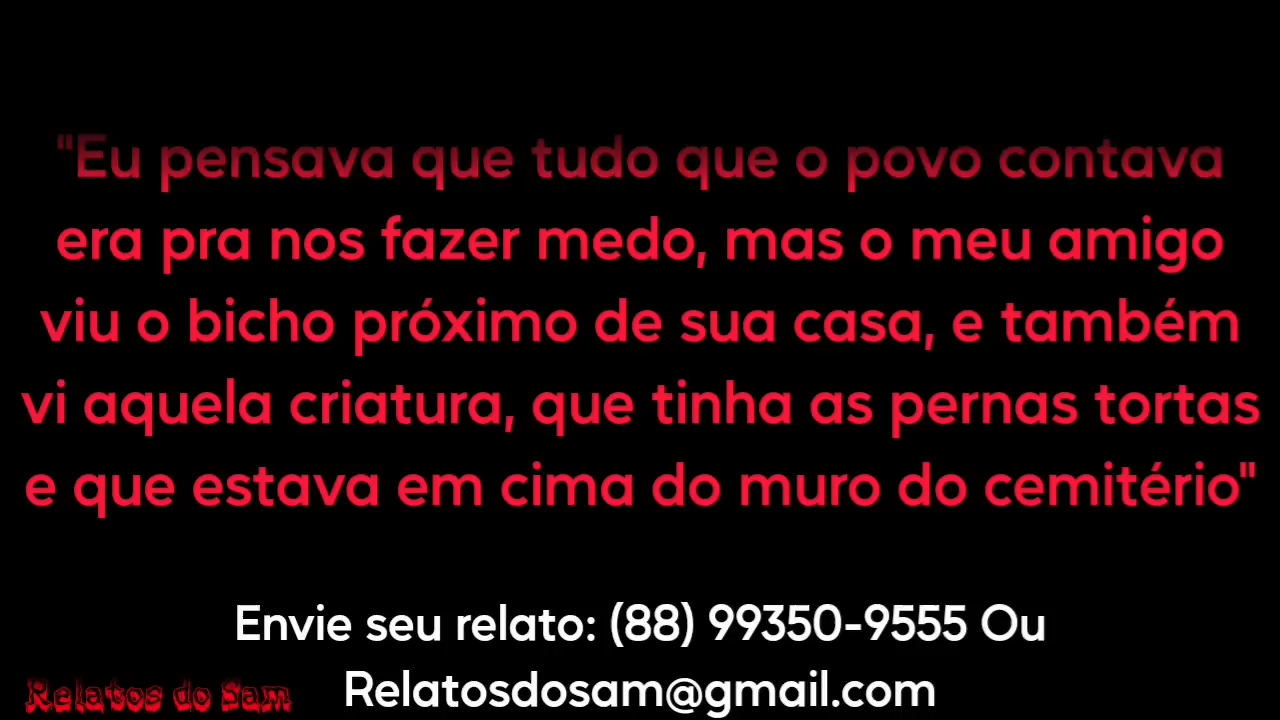 "Eu pensava que tudo que o povo contava
era pra nos fazer medo, mas o meu amigo
viu o bicho próximo de sua casa, e também
vi aquela criatura, que tinha as pernas tortas
e que estava em cima do muro do cemitério"
Envie seu relato: (88) 99350-9555 Ou
Relatosdosam@gmail.com
Relatos do Sam